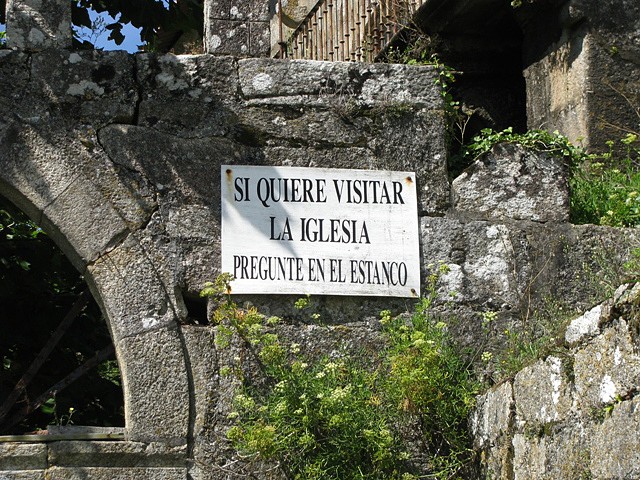 SI QUIERE VISITAR
LA IGLESIA
PREGUNTE EN EL ESTANCO